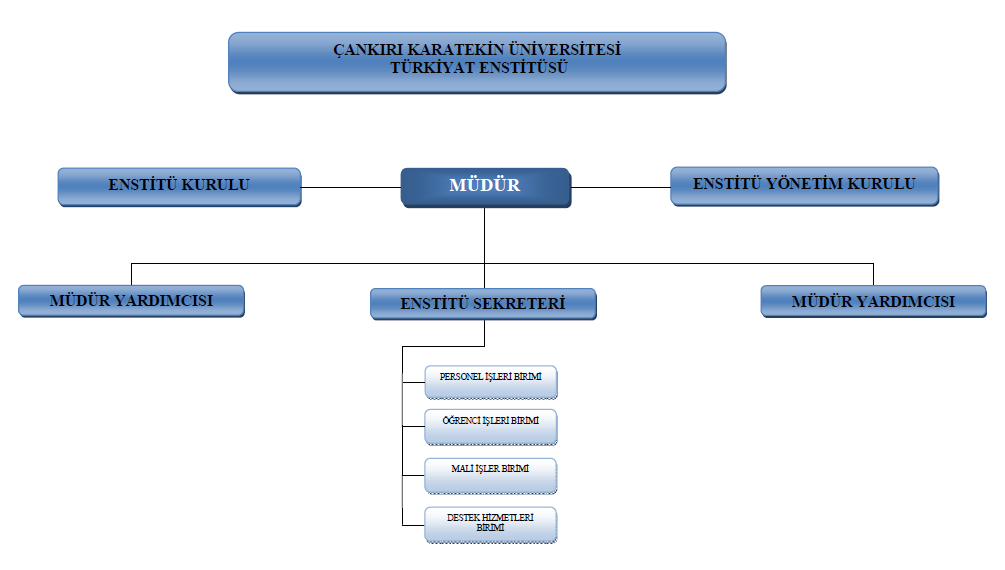 ÇANKIRI KARATEKİN ÜNİVERSİTESİ
TÜRKİYAT ENSTİTÜSÜ
ENSTİTÜ KURULU
MÜDÜR
ENSTİTÜ YÖNETİM KURULU
MÜDÜR YARDIMCISI
ENSTİTÜ SEKRETERİ
MÜDÜR YARDIMCISI
PERSONEL İŞLERİ BİRİMİ
ÖĞRENCİ İŞLERİ BİRİMİ
MALİ İŞLER BİRİMİ
DESTEK HİZMETLERİ
BİRİMİ